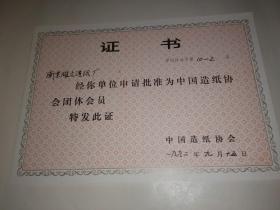 证书
10-2 号
经你单位申请批准为中国造纸协
会团体会员
特发此证
中国造纸协会
一九九二年九月十五日